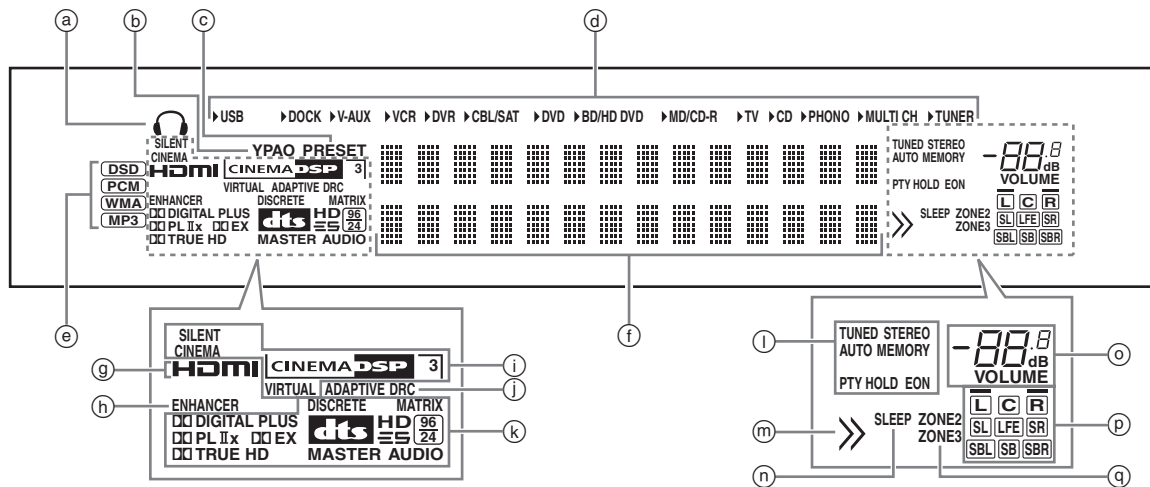 ⓐ ⓑ ⓒ ⓓ
▶USB ▶DOCK ▶V-AUX ▶VCR ▶DVR ▶CBL/SAT ▶DVD ▶BD/HD DVD ▶MD/CD-R ▶TV ▶CD ▶PHONO ▶MULTI CH ▶TUNER
SILENT
CINEMA
YPAO PRESET
HDMI
CINEMA DSP 3
DSD
PCM
WMA
MP3
VIRTUAL ADAPTIVE DRC
ENHANCER DISCRETE MATRIX
DIGITAL PLUS
PL IIx EX
TRUE HD
dts HD 96/24
ES
MASTER AUDIO
TUNED STEREO
AUTO MEMORY
PTY HOLD EON
-88.8
dB
VOLUME
SLEEP ZONE2
ZONE3
L C R
SL LFE SR
SBL SB SBR
ⓔ ⓕ
SILENT
CINEMA
ⓖ HDMI
CINEMA DSP 3 ⓘ
VIRTUAL ADAPTIVE DRC ⓙ
ⓗ ENHANCER DISCRETE MATRIX
DIGITAL PLUS
PL IIx EX
TRUE HD
dts HD 96/24 ⓚ
ES
MASTER AUDIO
ⓛ TUNED STEREO
AUTO MEMORY
PTY HOLD EON
-88.8 ⓞ
dB
VOLUME
ⓜ
SLEEP ZONE2
ZONE3
L C R
SL LFE SR ⓟ
SBL SB SBR
ⓝ ⓠ